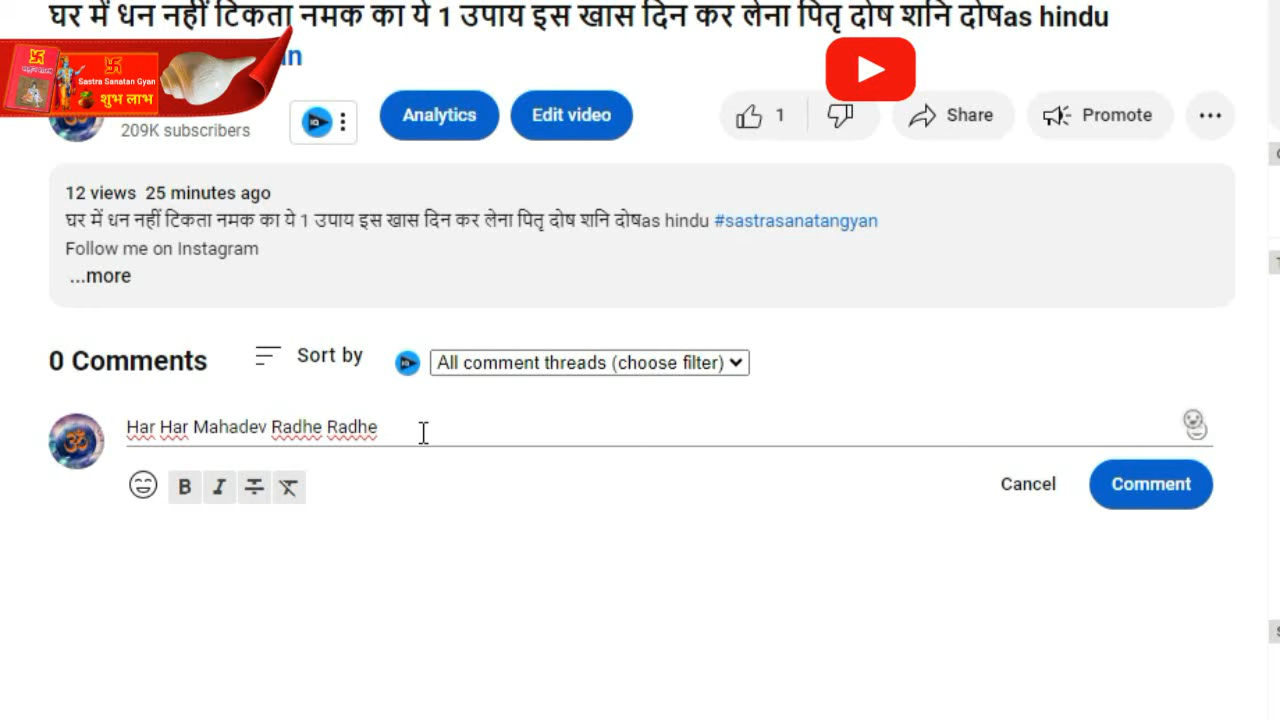 घर में धन नहीं टिकता नमक का ये 1 उपाय इस खास दिन कर लेना पितृ दोष शनि दोषas hindu
Sastra Sanatan Gyan
शुभ लाभ
209K subscribers
Analytics
Edit video
1
Share
Promote
12 views 25 minutes ago
घर में धन नहीं टिकता नमक का ये 1 उपाय इस खास दिन कर लेना पितृ दोष शनि दोषas hindu #sastrasanatangyan
Follow me on Instagram
...more
0 Comments
Sort by
All comment threads (choose filter)
Har Har Mahadev Radhe Radhe
B I
Cancel
Comment